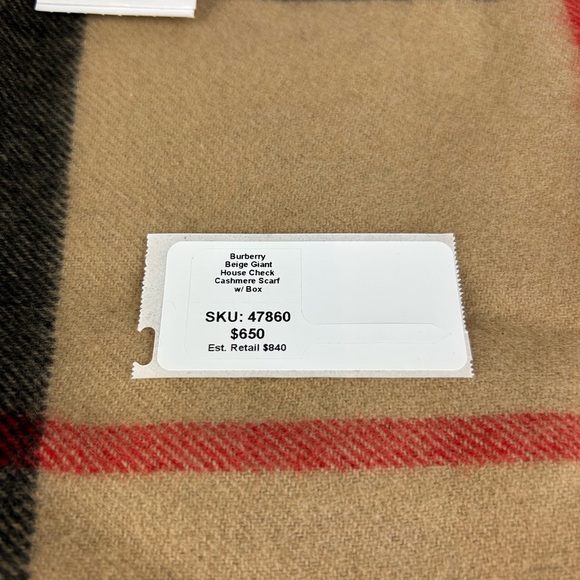 Burberry
Beige Giant
House Check
Cashmere Scarf
w/ Box
SKU: 47860
$650
Est. Retail $840